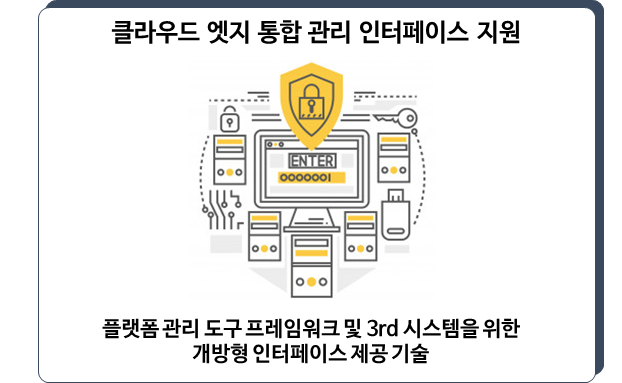 클라우드 엣지 통합 관리 인터페이스 지원
ENTER
0000001
플랫폼 관리 도구 프레임워크 및 3rd 시스템을 위한
개방형 인터페이스 제공 기술